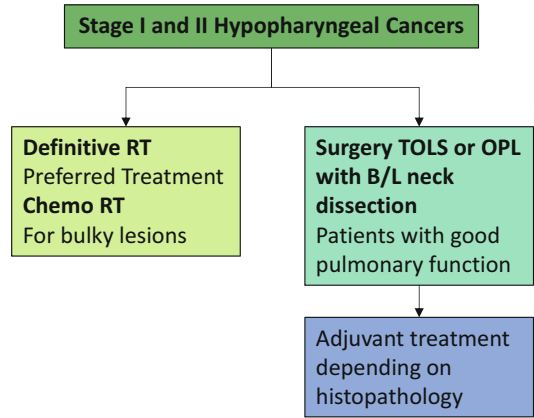 Stage I and II Hypopharyngeal Cancers
Definitive RT
Preferred Treatment
Chemo RT
For bulky lesions
Surgery TOLS or OPL
with B/L neck
dissection
Patients with good
pulmonary function
Adjuvant treatment
depending on
histopathology